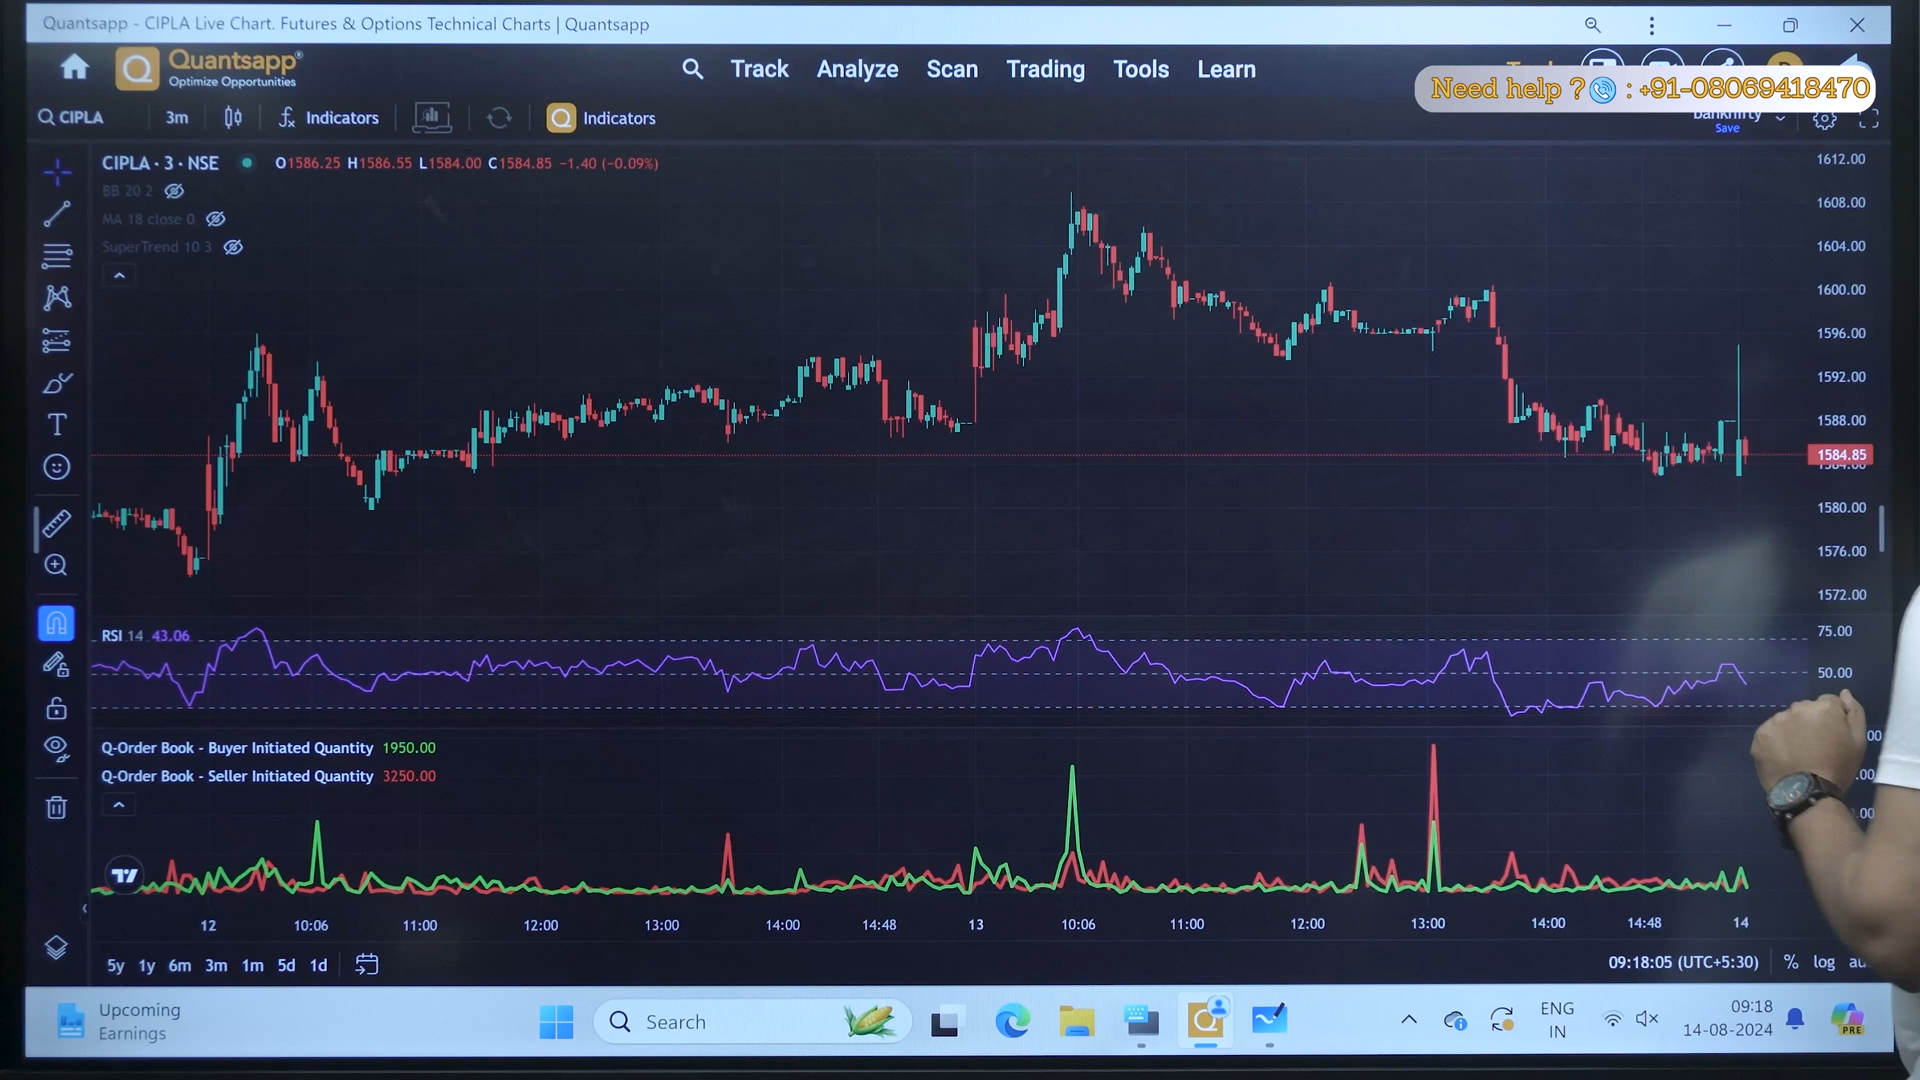 Quantsapp - CIPLA Live Chart. Futures & Options Technical Charts | Quantsapp
Quantsapp®
Optimize Opportunities
Track Analyze Scan Trading Tools Learn
Need help ? : +91-08069418470
CIPLA 3m Indicators Indicators
Banknifty
Save
CIPLA · 3 · NSE O1586.25 H1586.55 L1584.00 C1584.85 −1.40 (−0.09%)
BB 20 2
MA 18 close 0
SuperTrend 10 3
1612.00
1608.00
1604.00
1600.00
1596.00
1592.00
1588.00
1584.85
1584.00
1580.00
1576.00
1572.00
RSI 14 43.06
75.00
50.00
Q-Order Book - Buyer Initiated Quantity 1950.00
Q-Order Book - Seller Initiated Quantity 3250.00
12 10:06 11:00 12:00 13:00 14:00 14:48 13 10:06 11:00 12:00 13:00 14:00 14:48 14
5y 1y 6m 3m 1m 5d 1d
09:18:05 (UTC+5:30) % log
Upcoming
Earnings
Search
ENG
IN
09:18
14-08-2024
PRE